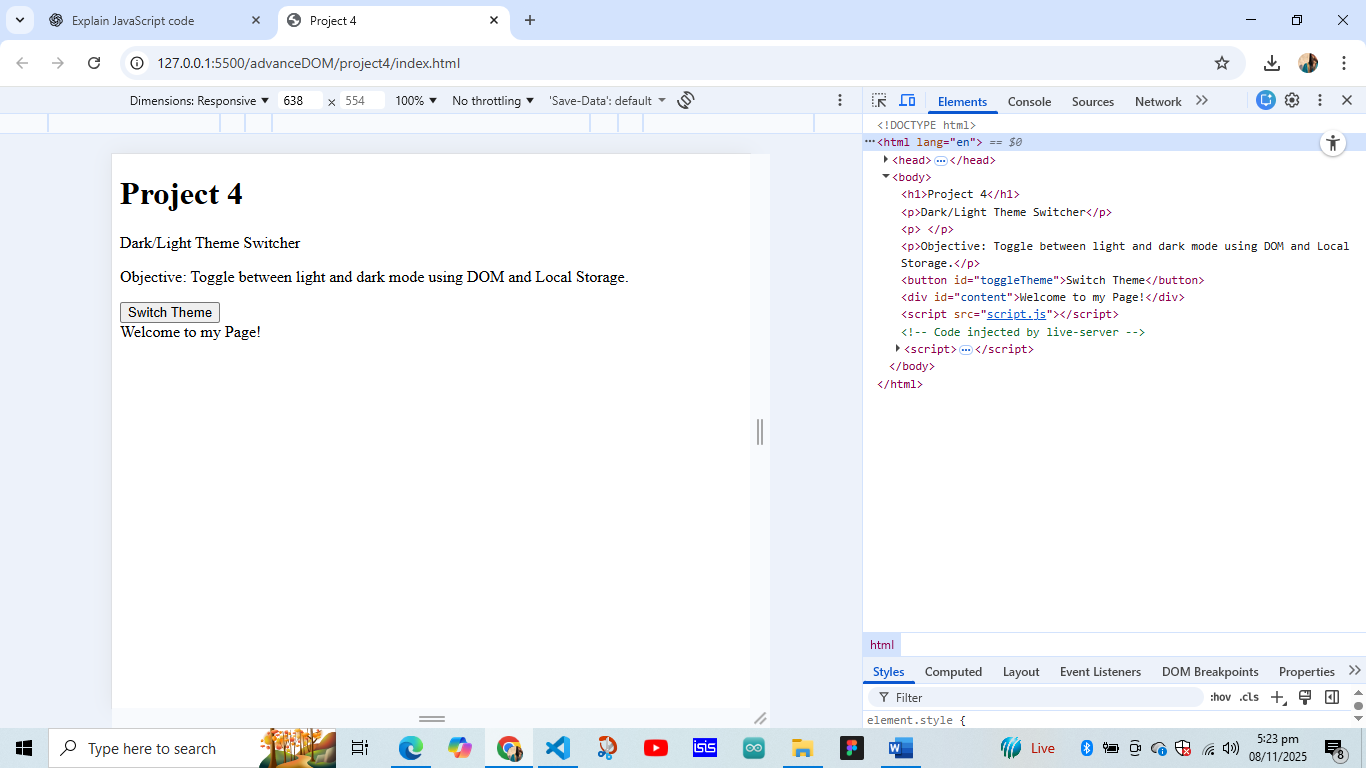 Explain JavaScript code
Project 4
127.0.0.1:5500/advanceDOM/project4/index.html
Dimensions: Responsive 638 × 554 100% No throttling 'Save-Data': default
Elements Console Sources Network
Project 4
Dark/Light Theme Switcher
Objective: Toggle between light and dark mode using DOM and Local Storage.
Switch Theme
Welcome to my Page!
<!DOCTYPE html>
<html lang="en"> == $0
<head> </head>
<body>
<h1>Project 4</h1>
<p>Dark/Light Theme Switcher</p>
<p> </p>
<p>Objective: Toggle between light and dark mode using DOM and Local
Storage.</p>
<button id="toggleTheme">Switch Theme</button>
<div id="content">Welcome to my Page!</div>
<script src="script.js"></script>
<!-- Code injected by live-server -->
<script> </script>
</body>
</html>
html
Styles Computed Layout Event Listeners DOM Breakpoints Properties
Filter :hov .cls
element.style {
Type here to search
ISIS
Live
5:23 pm
08/11/2025
8